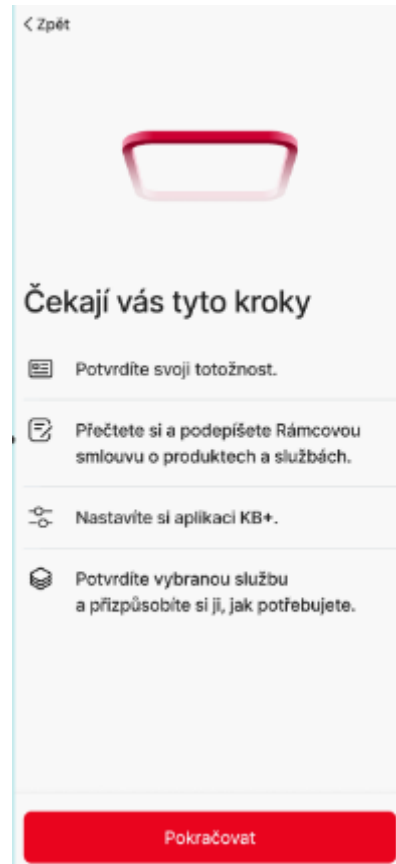 < Zpět
Čekají vás tyto kroky
Potvrdíte svoji totožnost.
Přečtete si a podepíšete Rámcovou
smlouvu o produktech a službách.
Nastavíte si aplikaci KB+.
Potvrdíte vybranou službu
a přizpůsobíte si ji, jak potřebujete.
Pokračovat